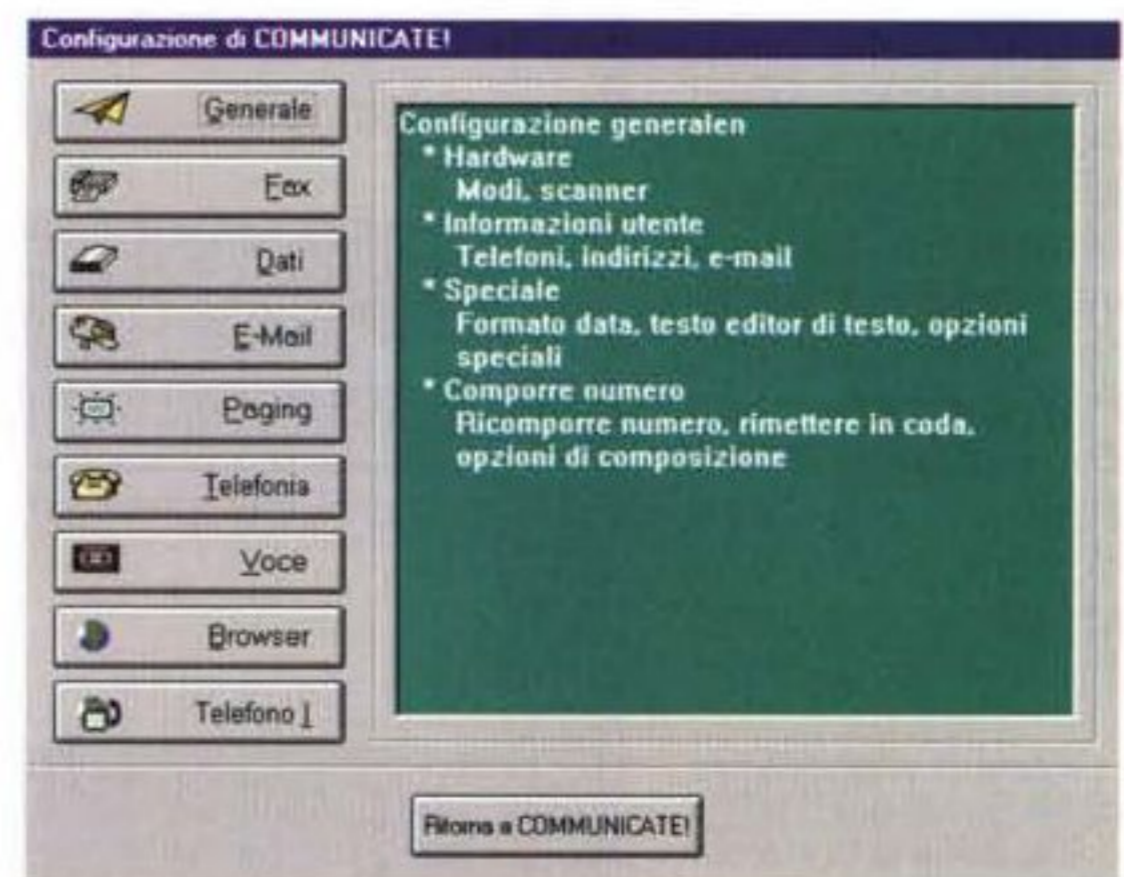 Configurazione di COMMUNICATE!
Generale
Fax
Dati
E-Mail
Paging
Telefonia
Voce
Browser
Telefono I
Configurazione generalen
* Hardware
Modi, scanner
* Informazioni utente
Telefoni, indirizzi, e-mail
* Speciale
Formato data, testo editor di testo, opzioni
speciali
* Comporre numero
Ricomporre numero, rimettere in coda,
opzioni di composizione
Ritorna a COMMUNICATE!